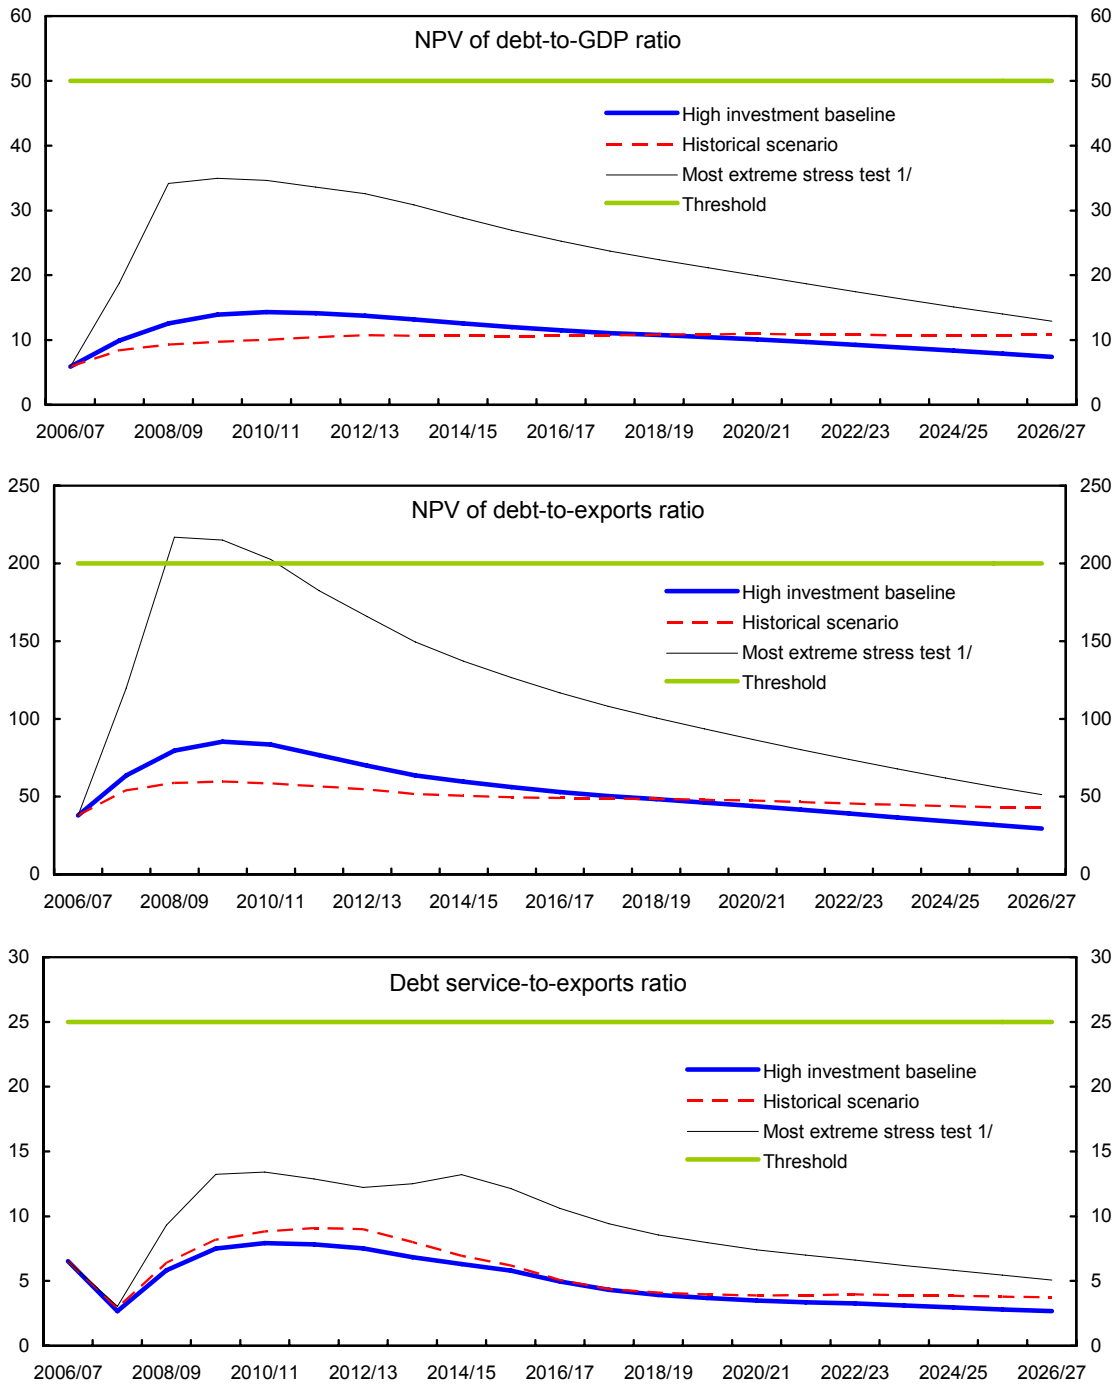 NPV of debt-to-GDP ratio
60 60
50 50
High investment baseline
40 Historical scenario 40
Most extreme stress test 1/
30 Threshold 30
20 20
10 10
0 0
2006/07 2008/09 2010/11 2012/13 2014/15 2016/17 2018/19 2020/21 2022/23 2024/25 2026/27
250 250
NPV of debt-to-exports ratio
200 200
High investment baseline
Historical scenario
150 Most extreme stress test 1/ 150
Threshold
100 100
50 50
0 0
2006/07 2008/09 2010/11 2012/13 2014/15 2016/17 2018/19 2020/21 2022/23 2024/25 2026/27
30 30
Debt service-to-exports ratio
25 25
High investment baseline
20 Historical scenario 20
Most extreme stress test 1/
15 Threshold 15
10 10
5 5
0 0
2006/07 2008/09 2010/11 2012/13 2014/15 2016/17 2018/19 2020/21 2022/23 2024/25 2026/27